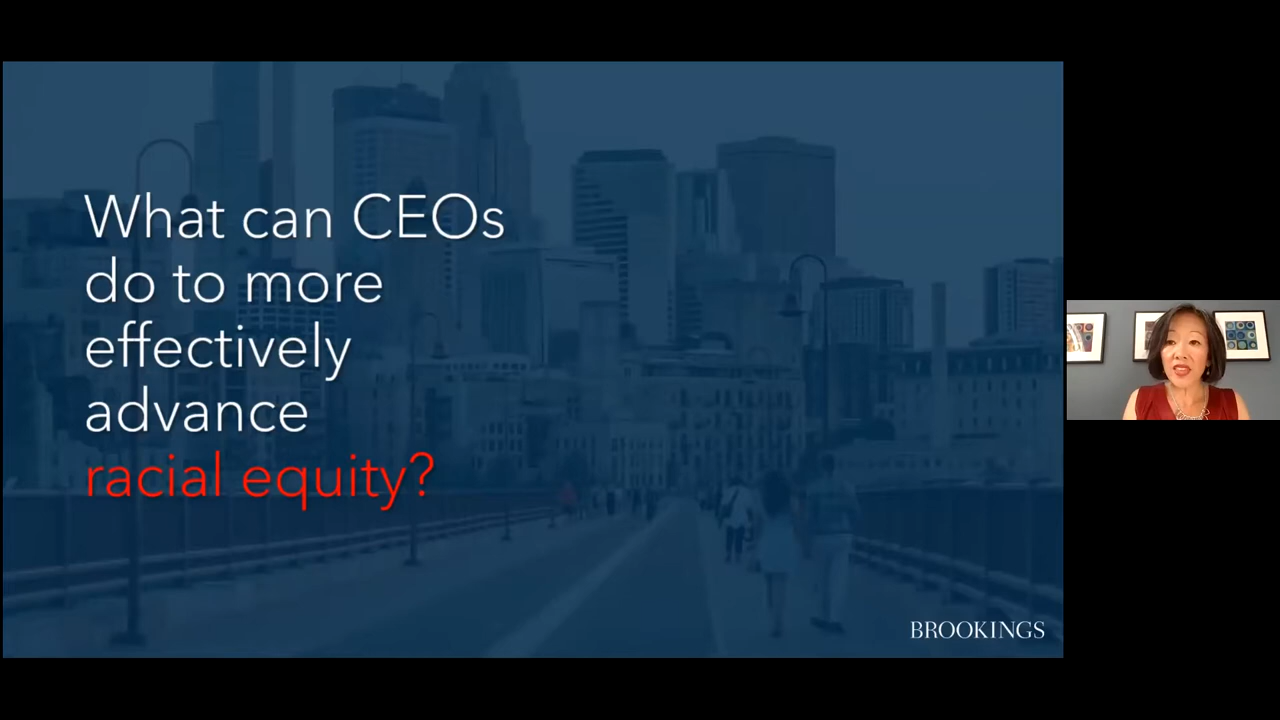 What can CEOs
do to more
effectively
advance
racial equity?
BROOKINGS